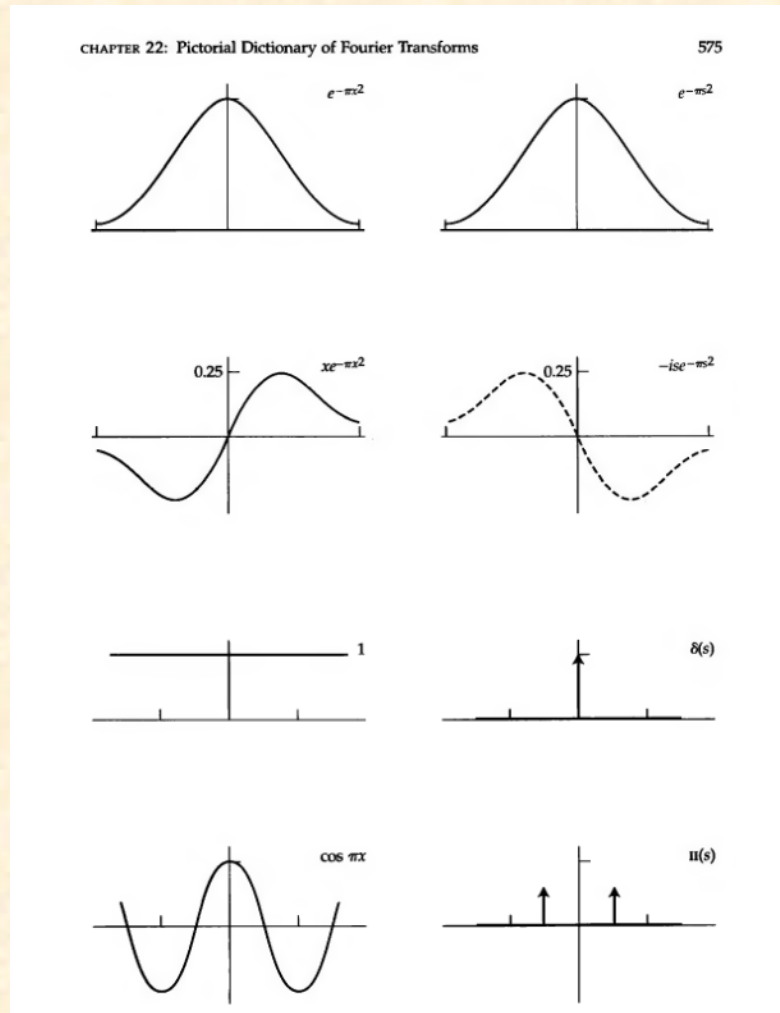 CHAPTER 22: Pictorial Dictionary of Fourier Transforms 575
e^{-πx2} e^{-πs2}
0.25 xe^{-πx2} 0.25 -ise^{-πs2}
1 δ(s)
cos πx II(s)